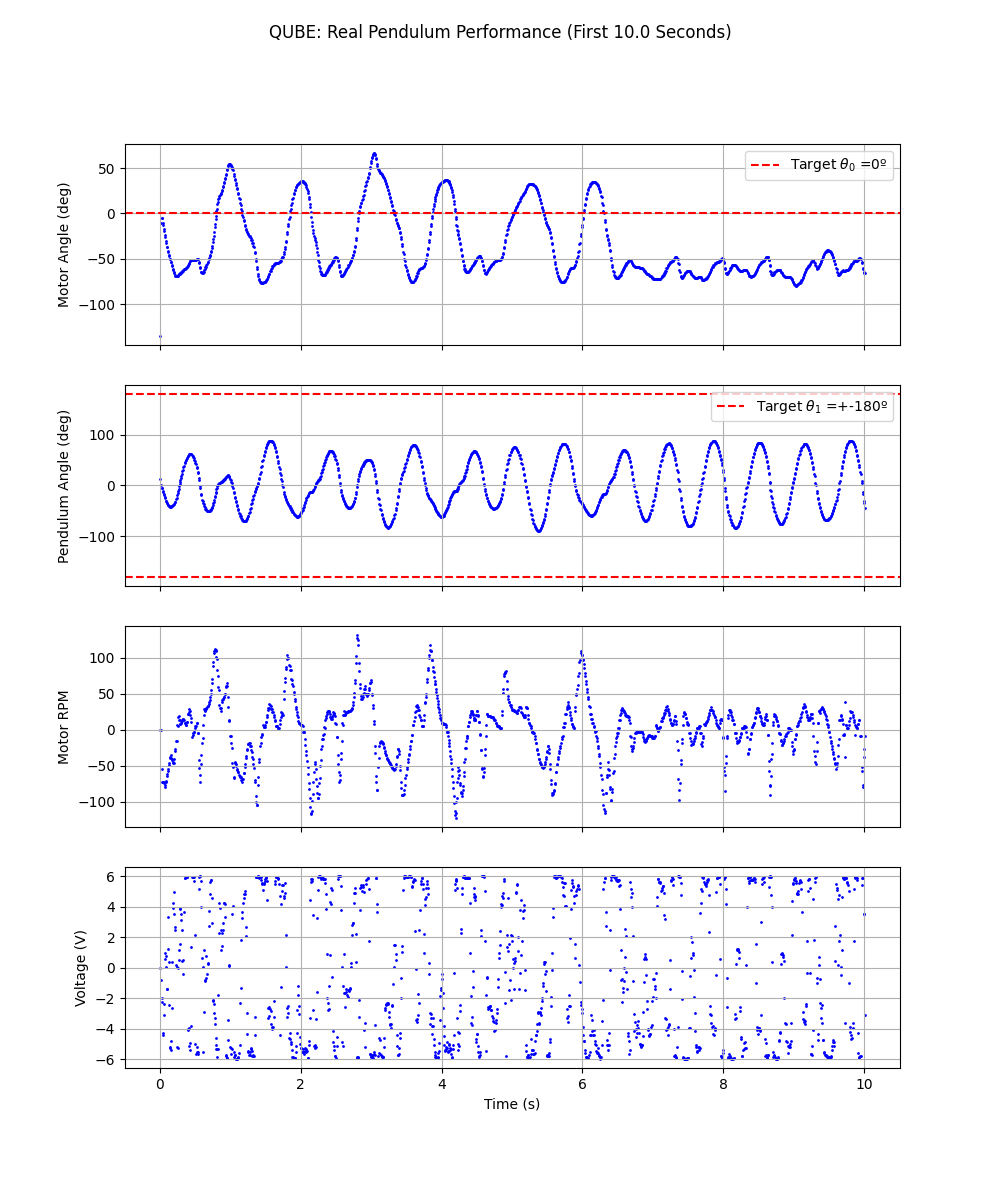 QUBE: Real Pendulum Performance (First 10.0 Seconds)
Target θ0 =0º
50
0
−50
−100
Motor Angle (deg)
Target θ1 =+-180º
100
0
−100
Pendulum Angle (deg)
100
50
0
−50
−100
Motor RPM
6
4
2
0
−2
−4
−6
Voltage (V)
0 2 4 6 8 10
Time (s)